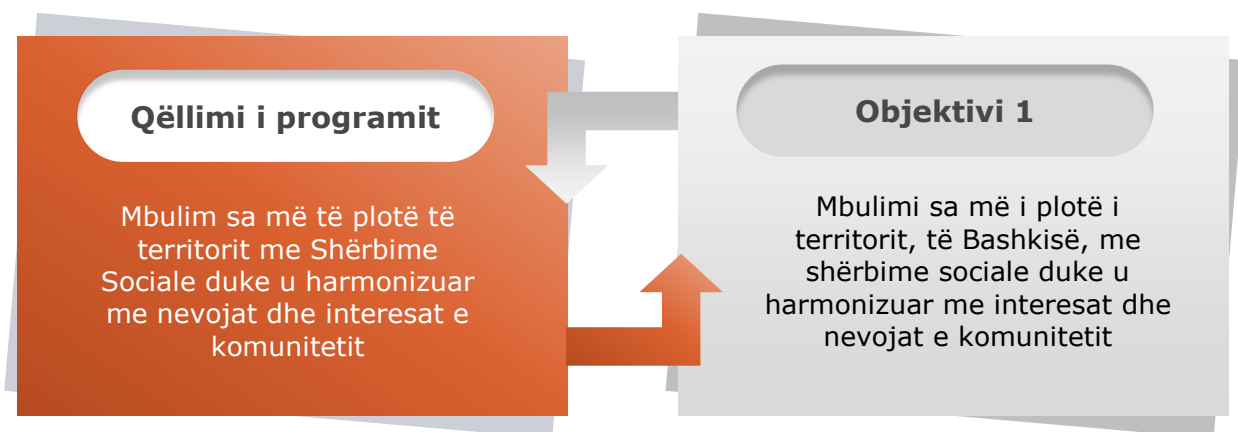 Qëllimi i programit
Mbulim sa më të plotë të
territorit me Shërbime
Sociale duke u harmonizuar
me nevojat dhe interesat e
komunitetit
Objektivi 1
Mbulimi sa më i plotë i
territorit, të Bashkisë, me
shërbime sociale duke u
harmonizuar me interesat dhe
nevojat e komunitetit